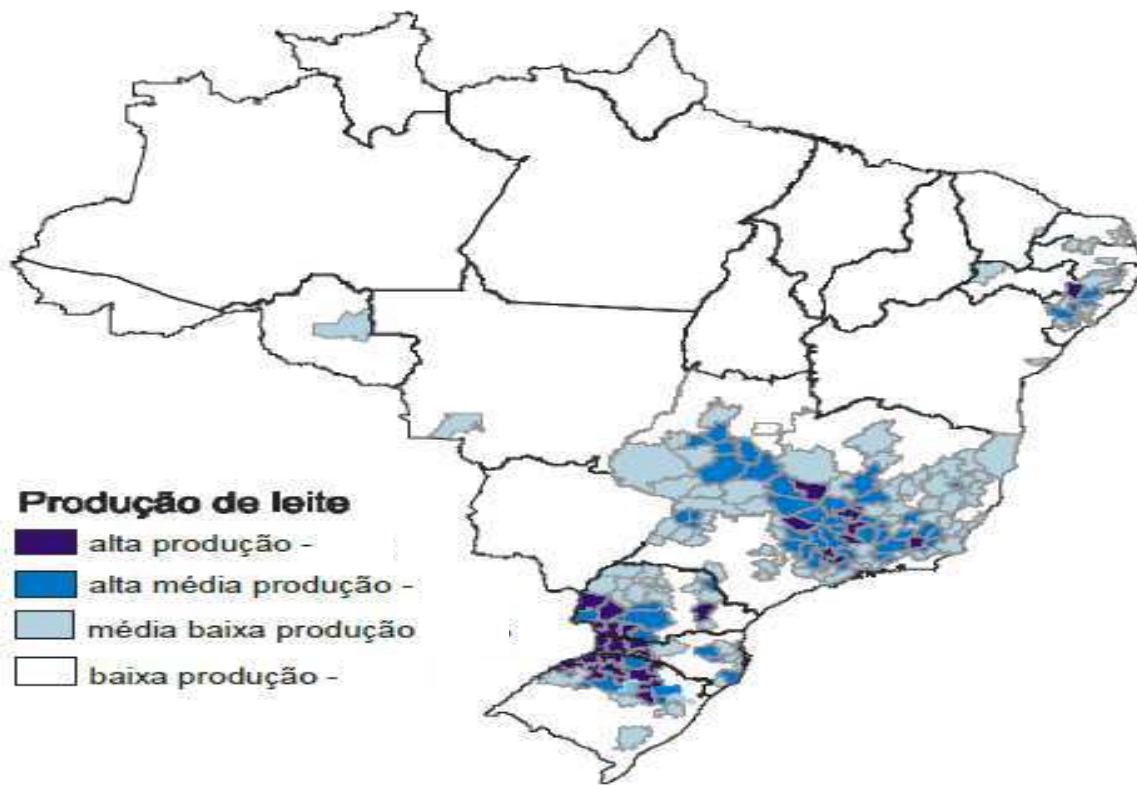 Produção de leite
alta produção -
alta média produção -
média baixa produção
baixa produção -